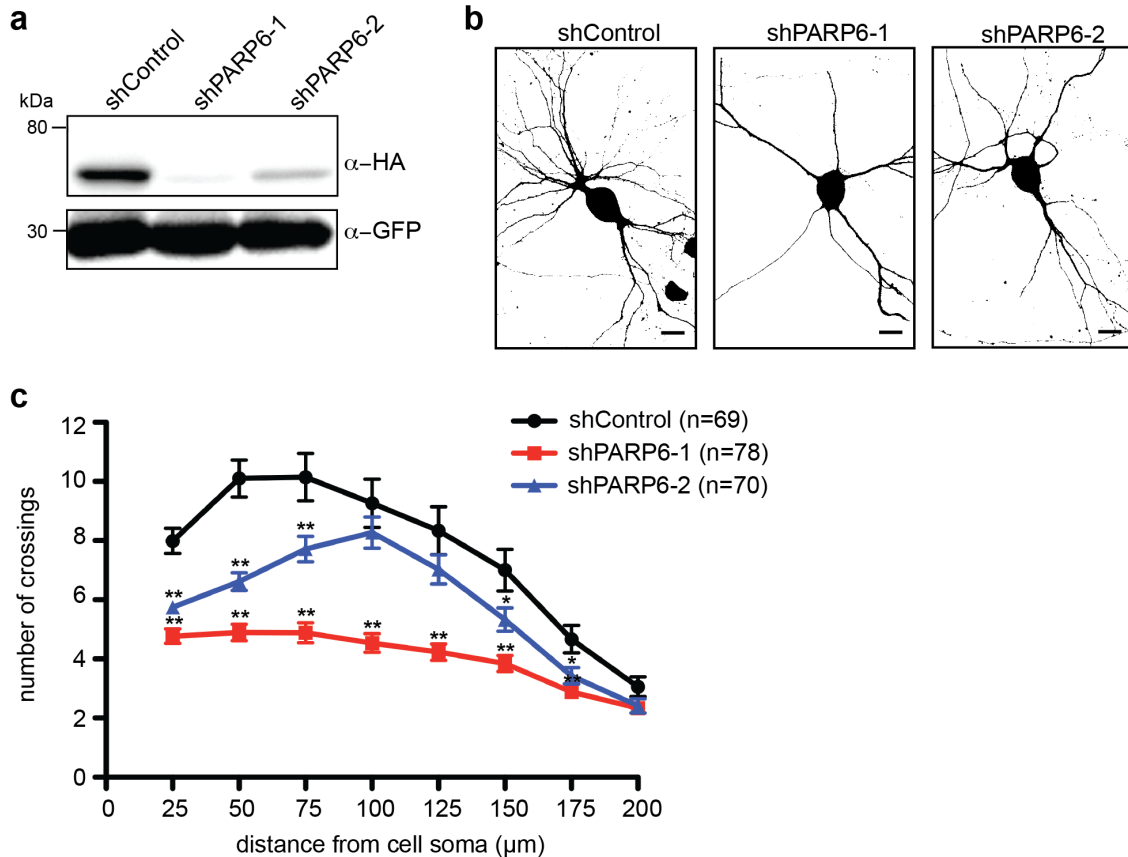 a
shControl
shPARP6-1
shPARP6-2
kDa
80
α–HA
30
α–GFP
b
shControl
shPARP6-1
shPARP6-2
c
shControl (n=69)
shPARP6-1 (n=78)
shPARP6-2 (n=70)
number of crossings
12
10
8
6
4
2
0
** ** ** * *
** ** ** ** ** ** **
0 25 50 75 100 125 150 175 200
distance from cell soma (µm)